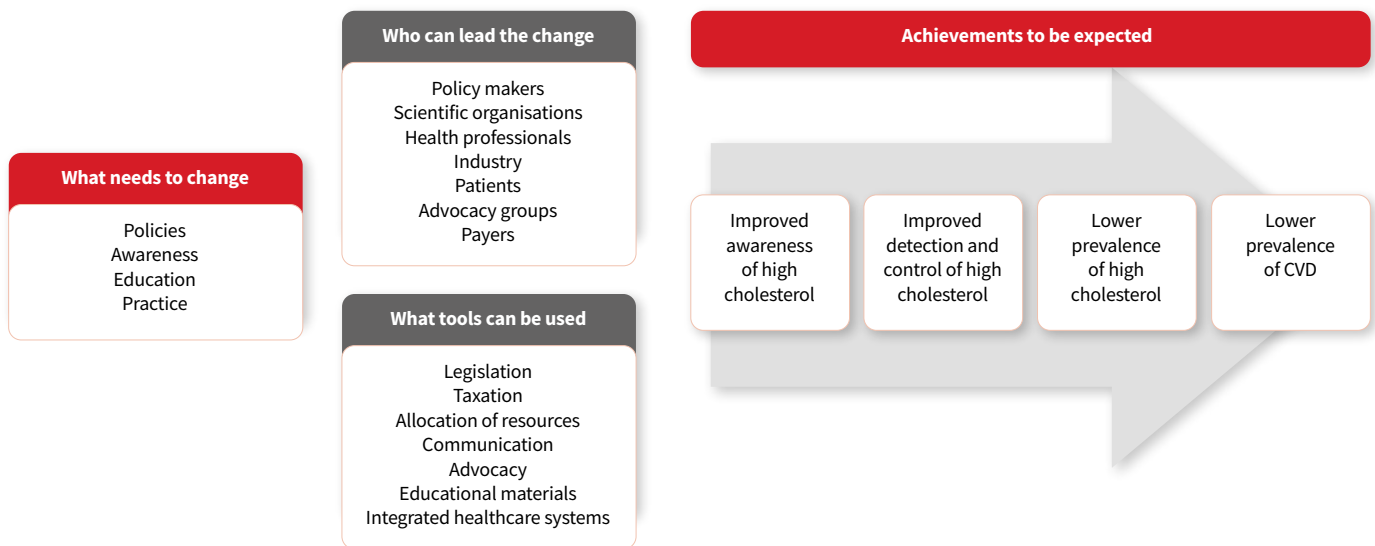 What needs to change
Policies
Awareness
Education
Practice
Who can lead the change
Policy makers
Scientific organisations
Health professionals
Industry
Patients
Advocacy groups
Payers
What tools can be used
Legislation
Taxation
Allocation of resources
Communication
Advocacy
Educational materials
Integrated healthcare systems
Achievements to be expected
Improved
awareness
of high
cholesterol
Improved
detection and
control of high
cholesterol
Lower
prevalence
of high
cholesterol
Lower
prevalence
of CVD